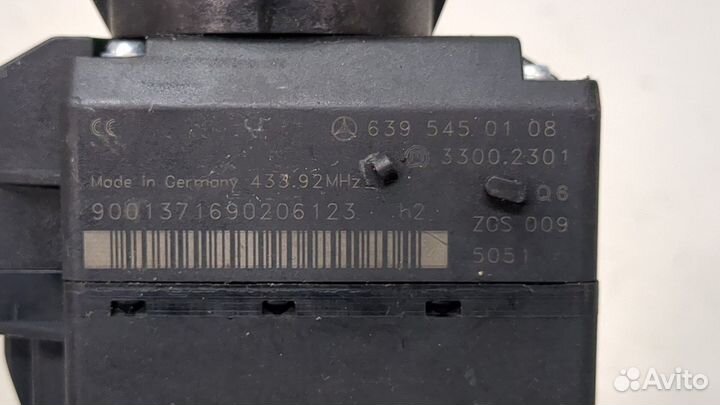 CE 639 545 01 08
3300.2301
Made in Germany 433.92MHz
Q6
9001371690206123 h2
ZGS 009
5051
Avito